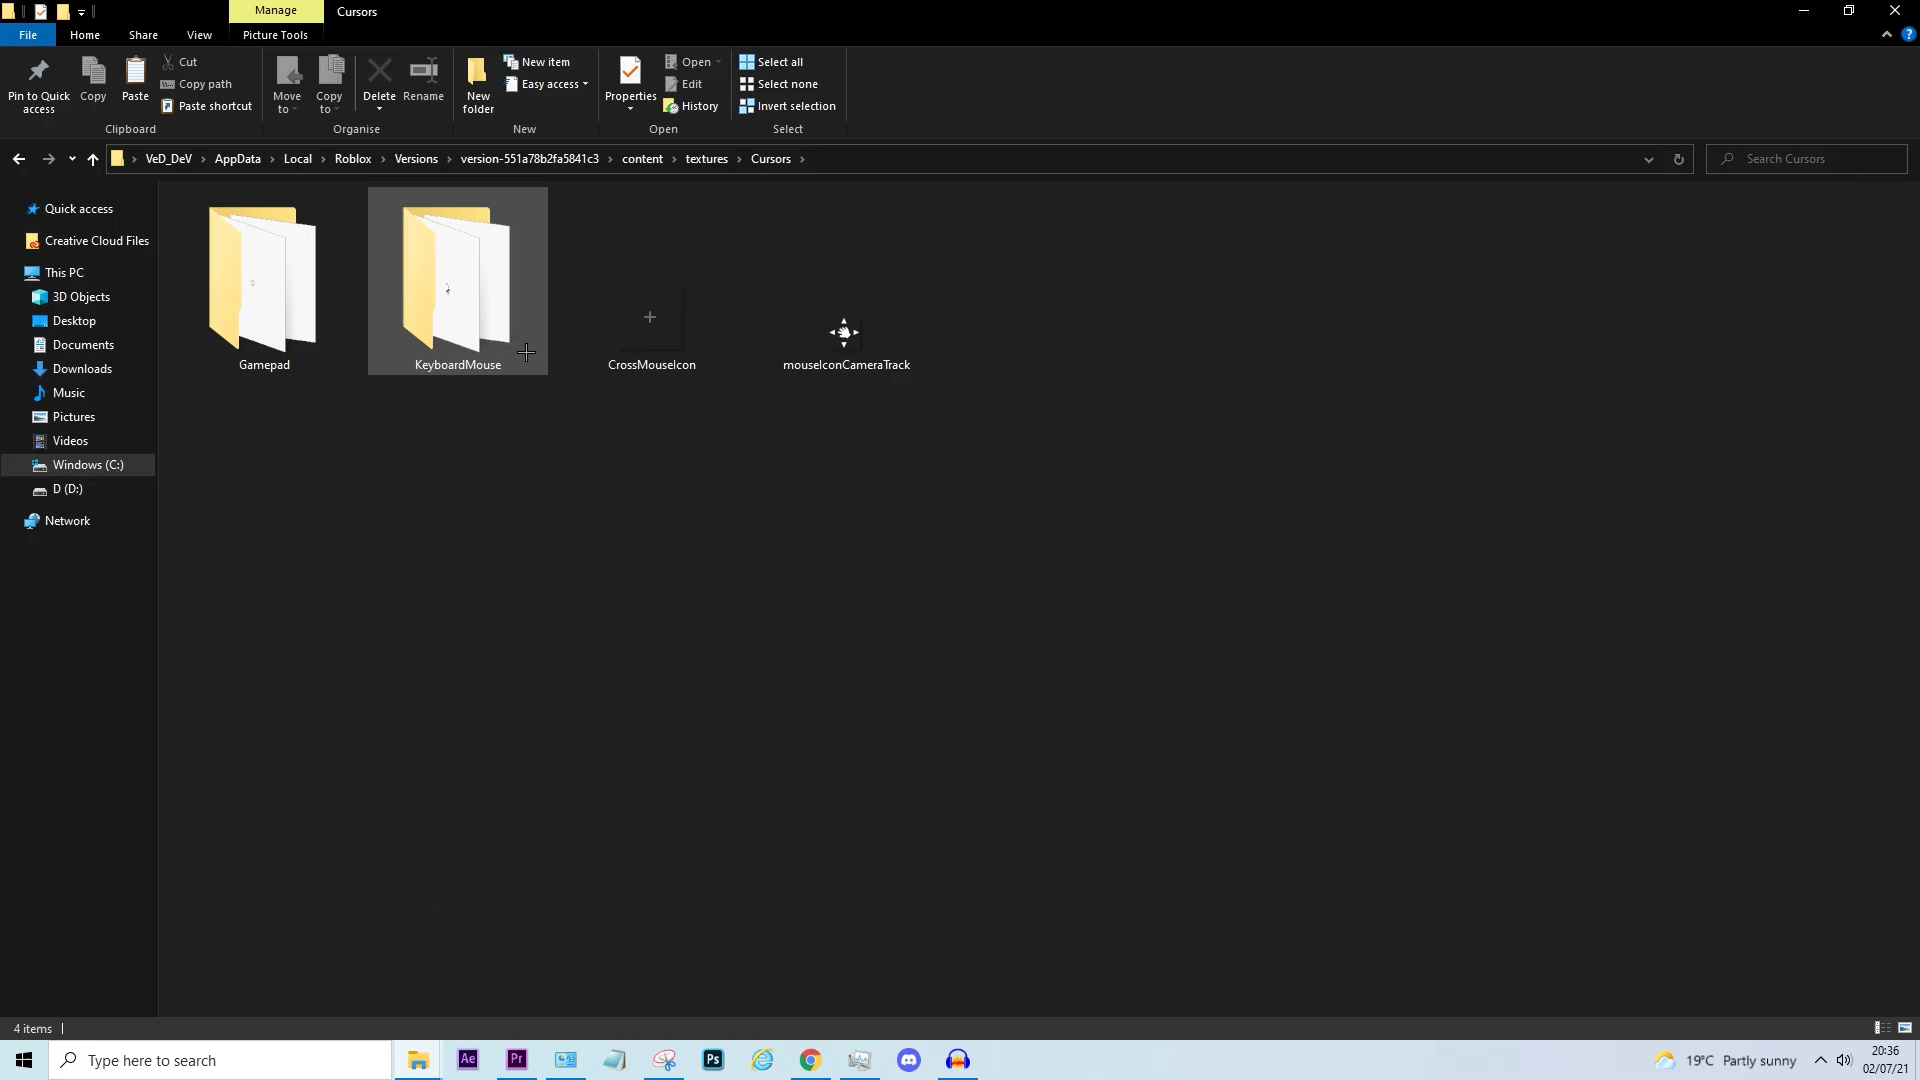 Manage
Cursors
File
Home
Share
View
Picture Tools
Pin to Quick
access
Copy
Paste
Cut
Copy path
Paste shortcut
Clipboard
Move
to
Copy
to
Delete
Rename
Organise
New
folder
New item
Easy access
New
Properties
Open
Edit
History
Open
Select all
Select none
Invert selection
Select
VeD_DeV > AppData > Local > Roblox > Versions > version-551a78b2fa5841c3 > content > textures > Cursors >
Search Cursors
Quick access
Creative Cloud Files
This PC
3D Objects
Desktop
Documents
Downloads
Music
Pictures
Videos
Windows (C:)
D (D:)
Network
Gamepad
KeyboardMouse
CrossMouseIcon
mouseIconCameraTrack
4 items
Type here to search
Ae
Pr
Ps
19°C Partly sunny
20:36
02/07/21